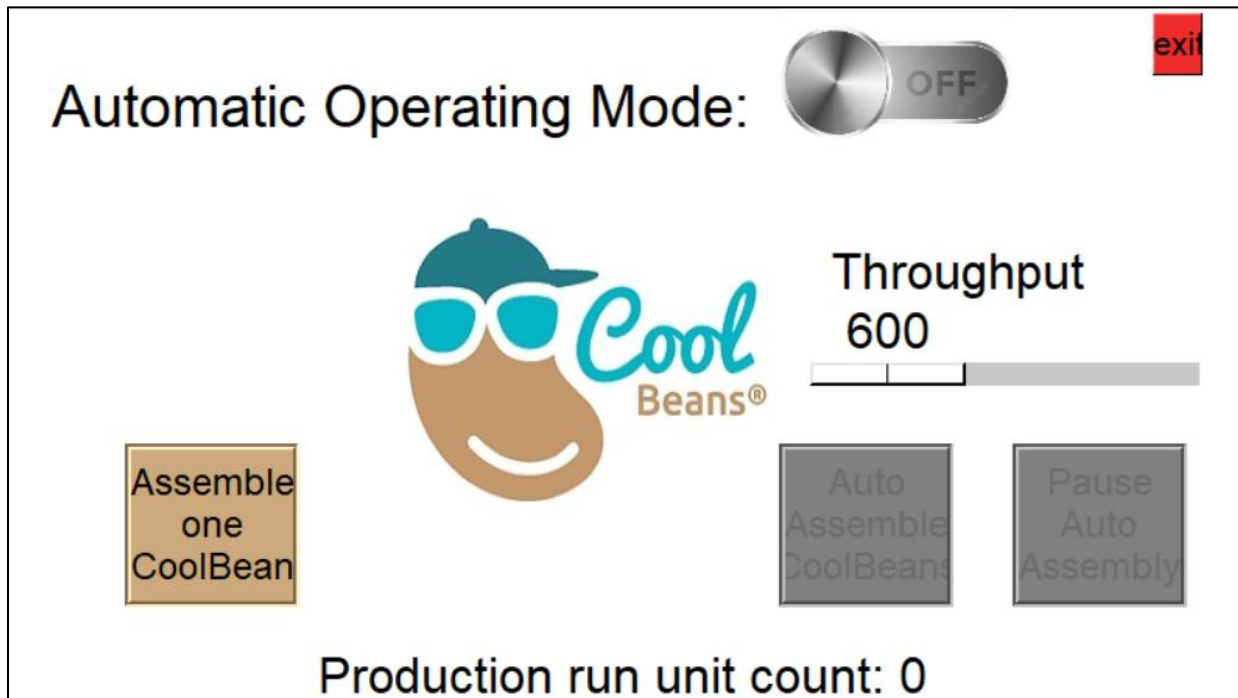 Automatic Operating Mode:
OFF
exit
Throughput
600
Cool
Beans®
Assemble
one
CoolBean
Auto
Assemble
CoolBeans
Pause
Auto
Assembly
Production run unit count: 0